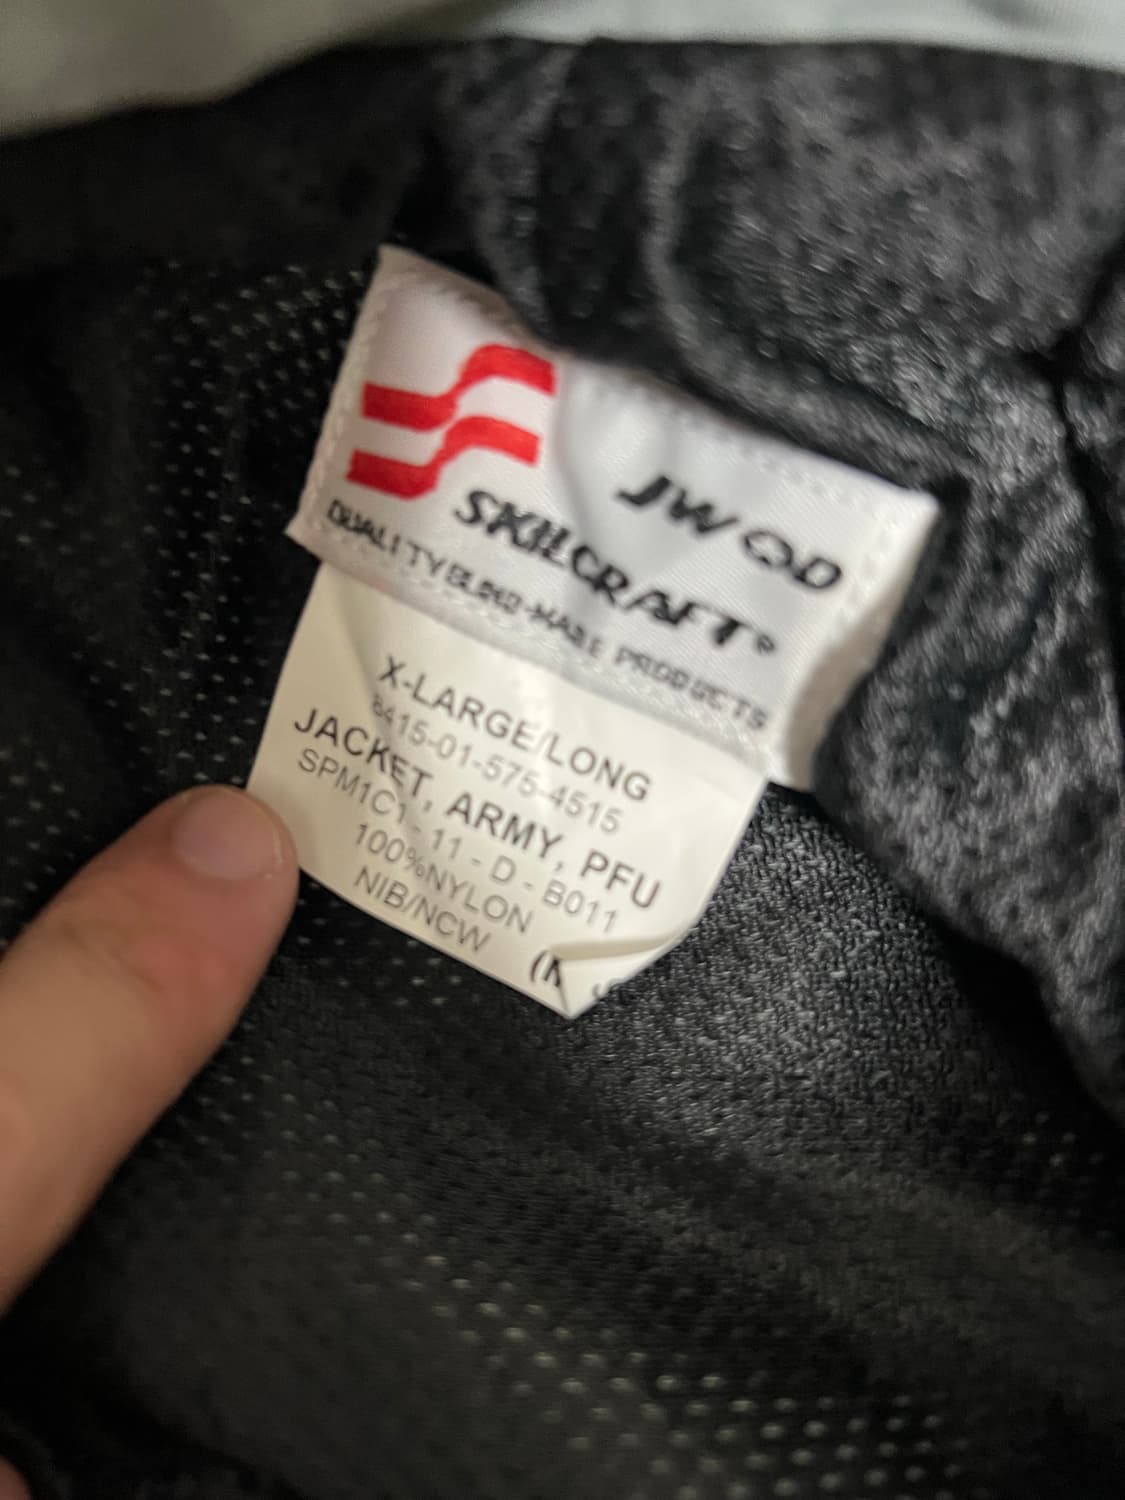 JWOD
SKILCRAFT®
QUALITY BLIND-MADE PRODUCTS
X-LARGE/LONG
8415-01-575-4515
JACKET, ARMY, PFU
SPM1C1 - 11 - D - B011
100%NYLON
NIB/NCW